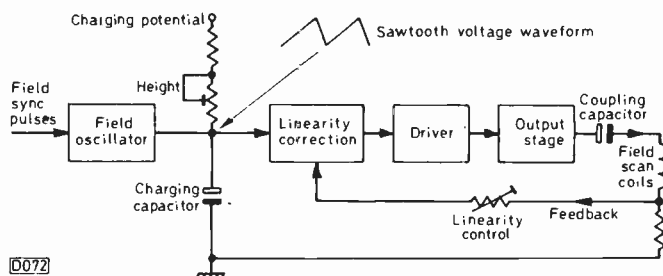 Charging potential
Sawtooth voltage waveform
Height
Field
sync
pulses
Field
oscillator
Linearity
correction
Driver
Output
stage
Coupling
capacitor
Field
scan
coils
Charging
capacitor
Linearity
control
Feedback
D072